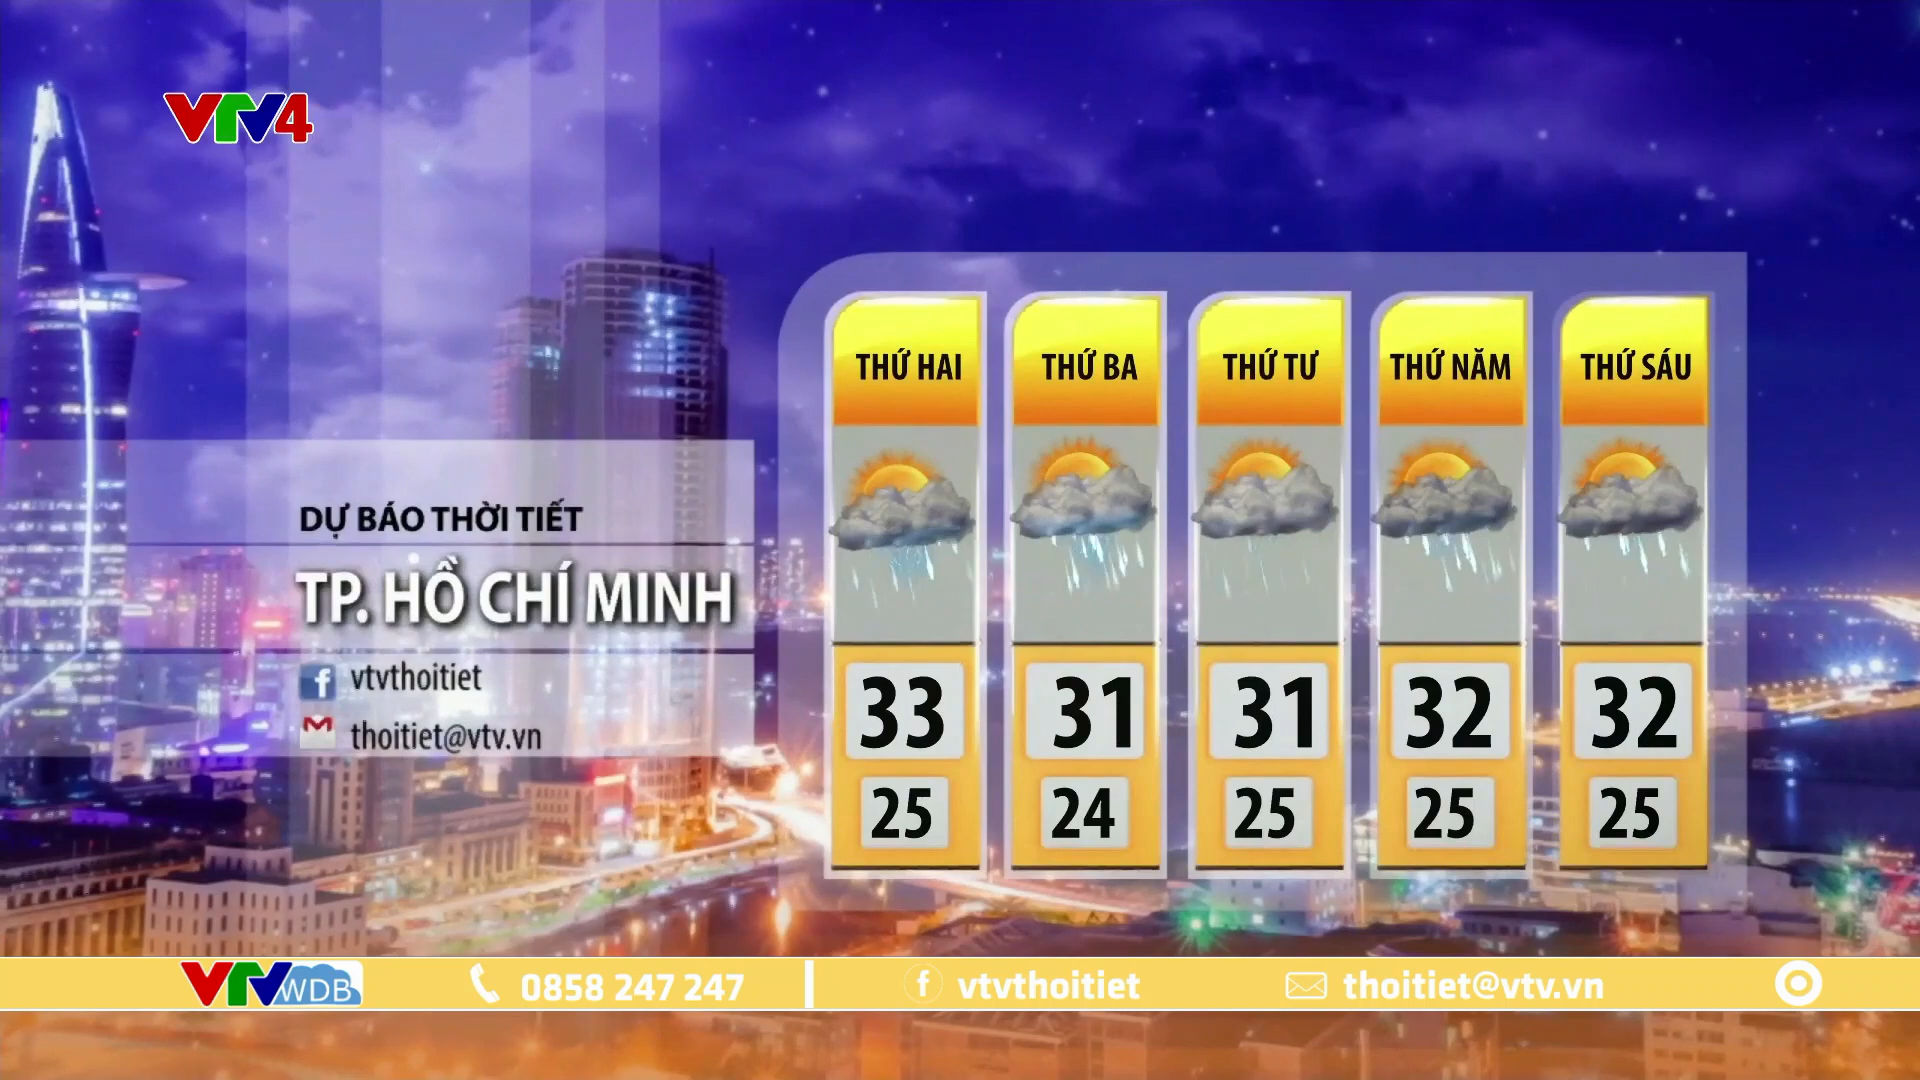 VTV4
DỰ BÁO THỜI TIẾT
TP. HỒ CHÍ MINH
vtvthoitiet
thoitiet@vtv.vn
THỨ HAI
THỨ BA
THỨ TƯ
THỨ NĂM
THỨ SÁU
33
31
31
32
32
25
24
25
25
25
VTV WDB
0858 247 247
vtvthoitiet
thoitiet@vtv.vn